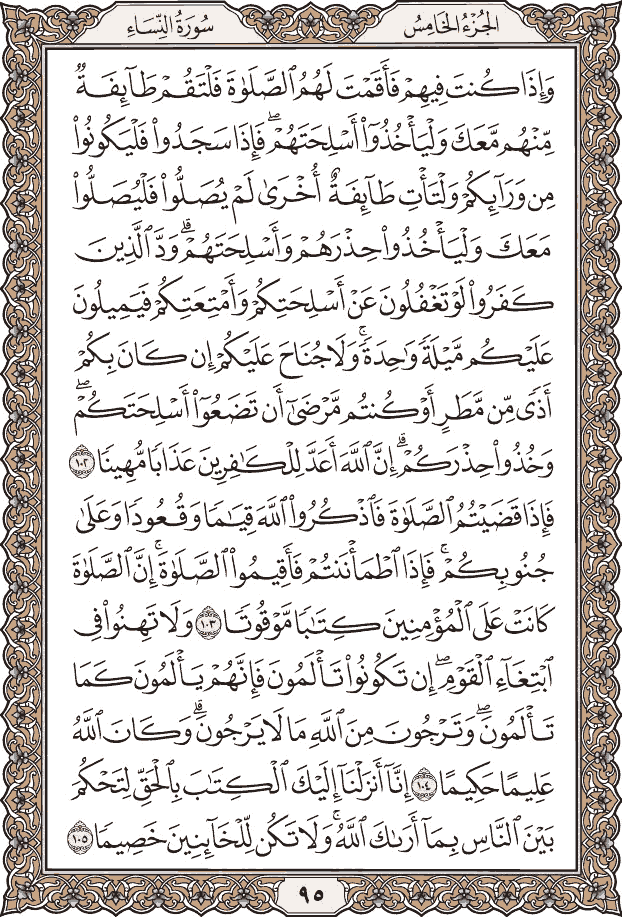 الجُزْءُ الخَامِسُ
سُورَةُ النِّسَاءِ
وَإِذَا كُنتَ فِيهِمْ فَأَقَمْتَ لَهُمُ ٱلصَّلَوٰةَ فَلْتَقُمْ طَآئِفَةٌ
مِّنْهُم مَّعَكَ وَلْيَأْخُذُوٓا۟ أَسْلِحَتَهُمْۖ فَإِذَا سَجَدُوا۟ فَلْيَكُونُوا۟
مِن وَرَآئِكُمْ وَلْتَأْتِ طَآئِفَةٌ أُخْرَىٰ لَمْ يُصَلُّوا۟ فَلْيُصَلُّوا۟
مَعَكَ وَلْيَأْخُذُوا۟ حِذْرَهُمْ وَأَسْلِحَتَهُمْۗ وَدَّ ٱلَّذِينَ
كَفَرُوا۟ لَوْ تَغْفُلُونَ عَنْ أَسْلِحَتِكُمْ وَأَمْتِعَتِكُمْ فَيَمِيلُونَ
عَلَيْكُم مَّيْلَةً وَٰحِدَةًۚ وَلَا جُنَاحَ عَلَيْكُمْ إِن كَانَ بِكُمْ
أَذًى مِّن مَّطَرٍ أَوْ كُنتُم مَّرْضَىٰٓ أَن تَضَعُوٓا۟ أَسْلِحَتَكُمْۖ
وَخُذُوا۟ حِذْرَكُمْۗ إِنَّ ٱللَّهَ أَعَدَّ لِلْكَٰفِرِينَ عَذَابًا مُّهِينًا ١٠٢
فَإِذَا قَضَيْتُمُ ٱلصَّلَوٰةَ فَٱذْكُرُوا۟ ٱللَّهَ قِيَٰمًا وَقُعُودًا وَعَلَىٰ
جُنُوبِكُمْۚ فَإِذَا ٱطْمَأْنَنتُمْ فَأَقِيمُوا۟ ٱلصَّلَوٰةَۚ إِنَّ ٱلصَّلَوٰةَ
كَانَتْ عَلَى ٱلْمُؤْمِنِينَ كِتَٰبًا مَّوْقُوتًا ١٠٣ وَلَا تَهِنُوا۟ فِى
ٱبْتِغَآءِ ٱلْقَوْمِۖ إِن تَكُونُوا۟ تَأْلَمُونَ فَإِنَّهُمْ يَأْلَمُونَ كَمَا
تَأْلَمُونَۖ وَتَرْجُونَ مِنَ ٱللَّهِ مَا لَا يَرْجُونَۗ وَكَانَ ٱللَّهُ
عَلِيمًا حَكِيمًا ١٠٤ إِنَّآ أَنزَلْنَآ إِلَيْكَ ٱلْكِتَٰبَ بِٱلْحَقِّ لِتَحْكُمَ
بَيْنَ ٱلنَّاسِ بِمَآ أَرَىٰكَ ٱللَّهُۚ وَلَا تَكُن لِّلْخَآئِنِينَ خَصِيمًا ١٠٥
٩٥